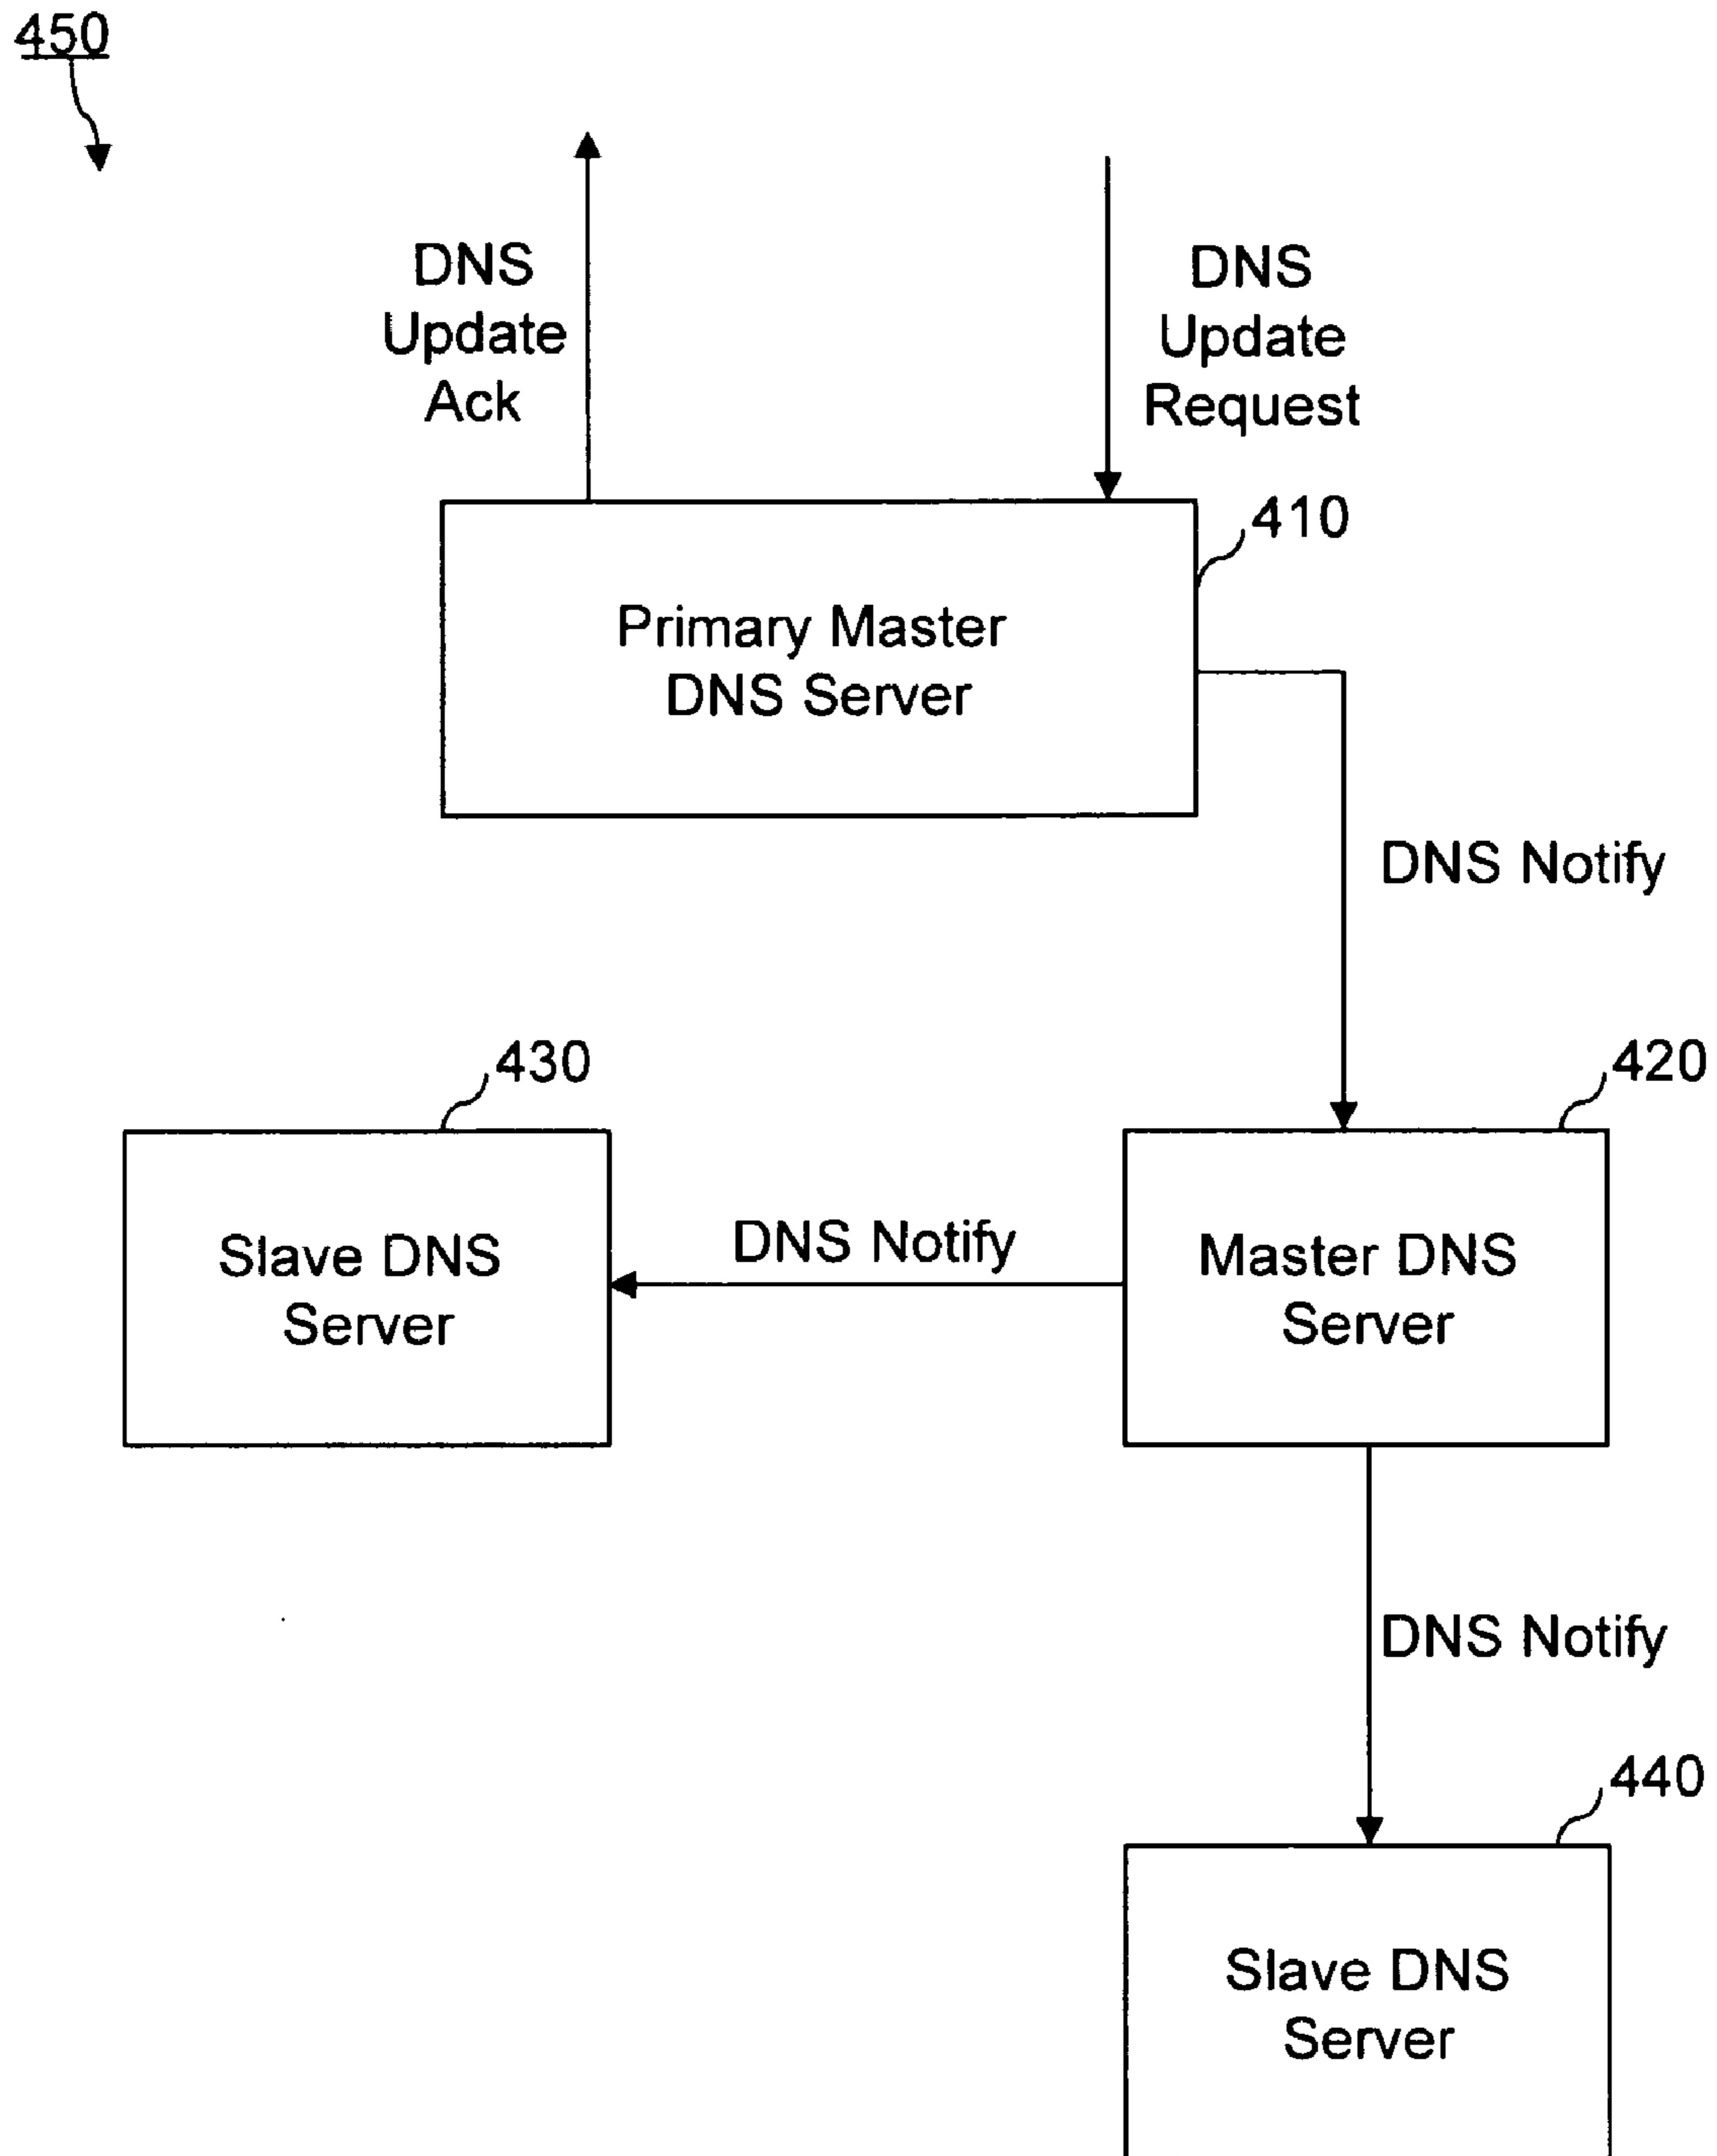 450
DNS
Update
Ack
DNS
Update
Request
410
Primary Master
DNS Server
DNS Notify
430
420
Slave DNS
Server
DNS Notify
Master DNS
Server
DNS Notify
440
Slave DNS
Server